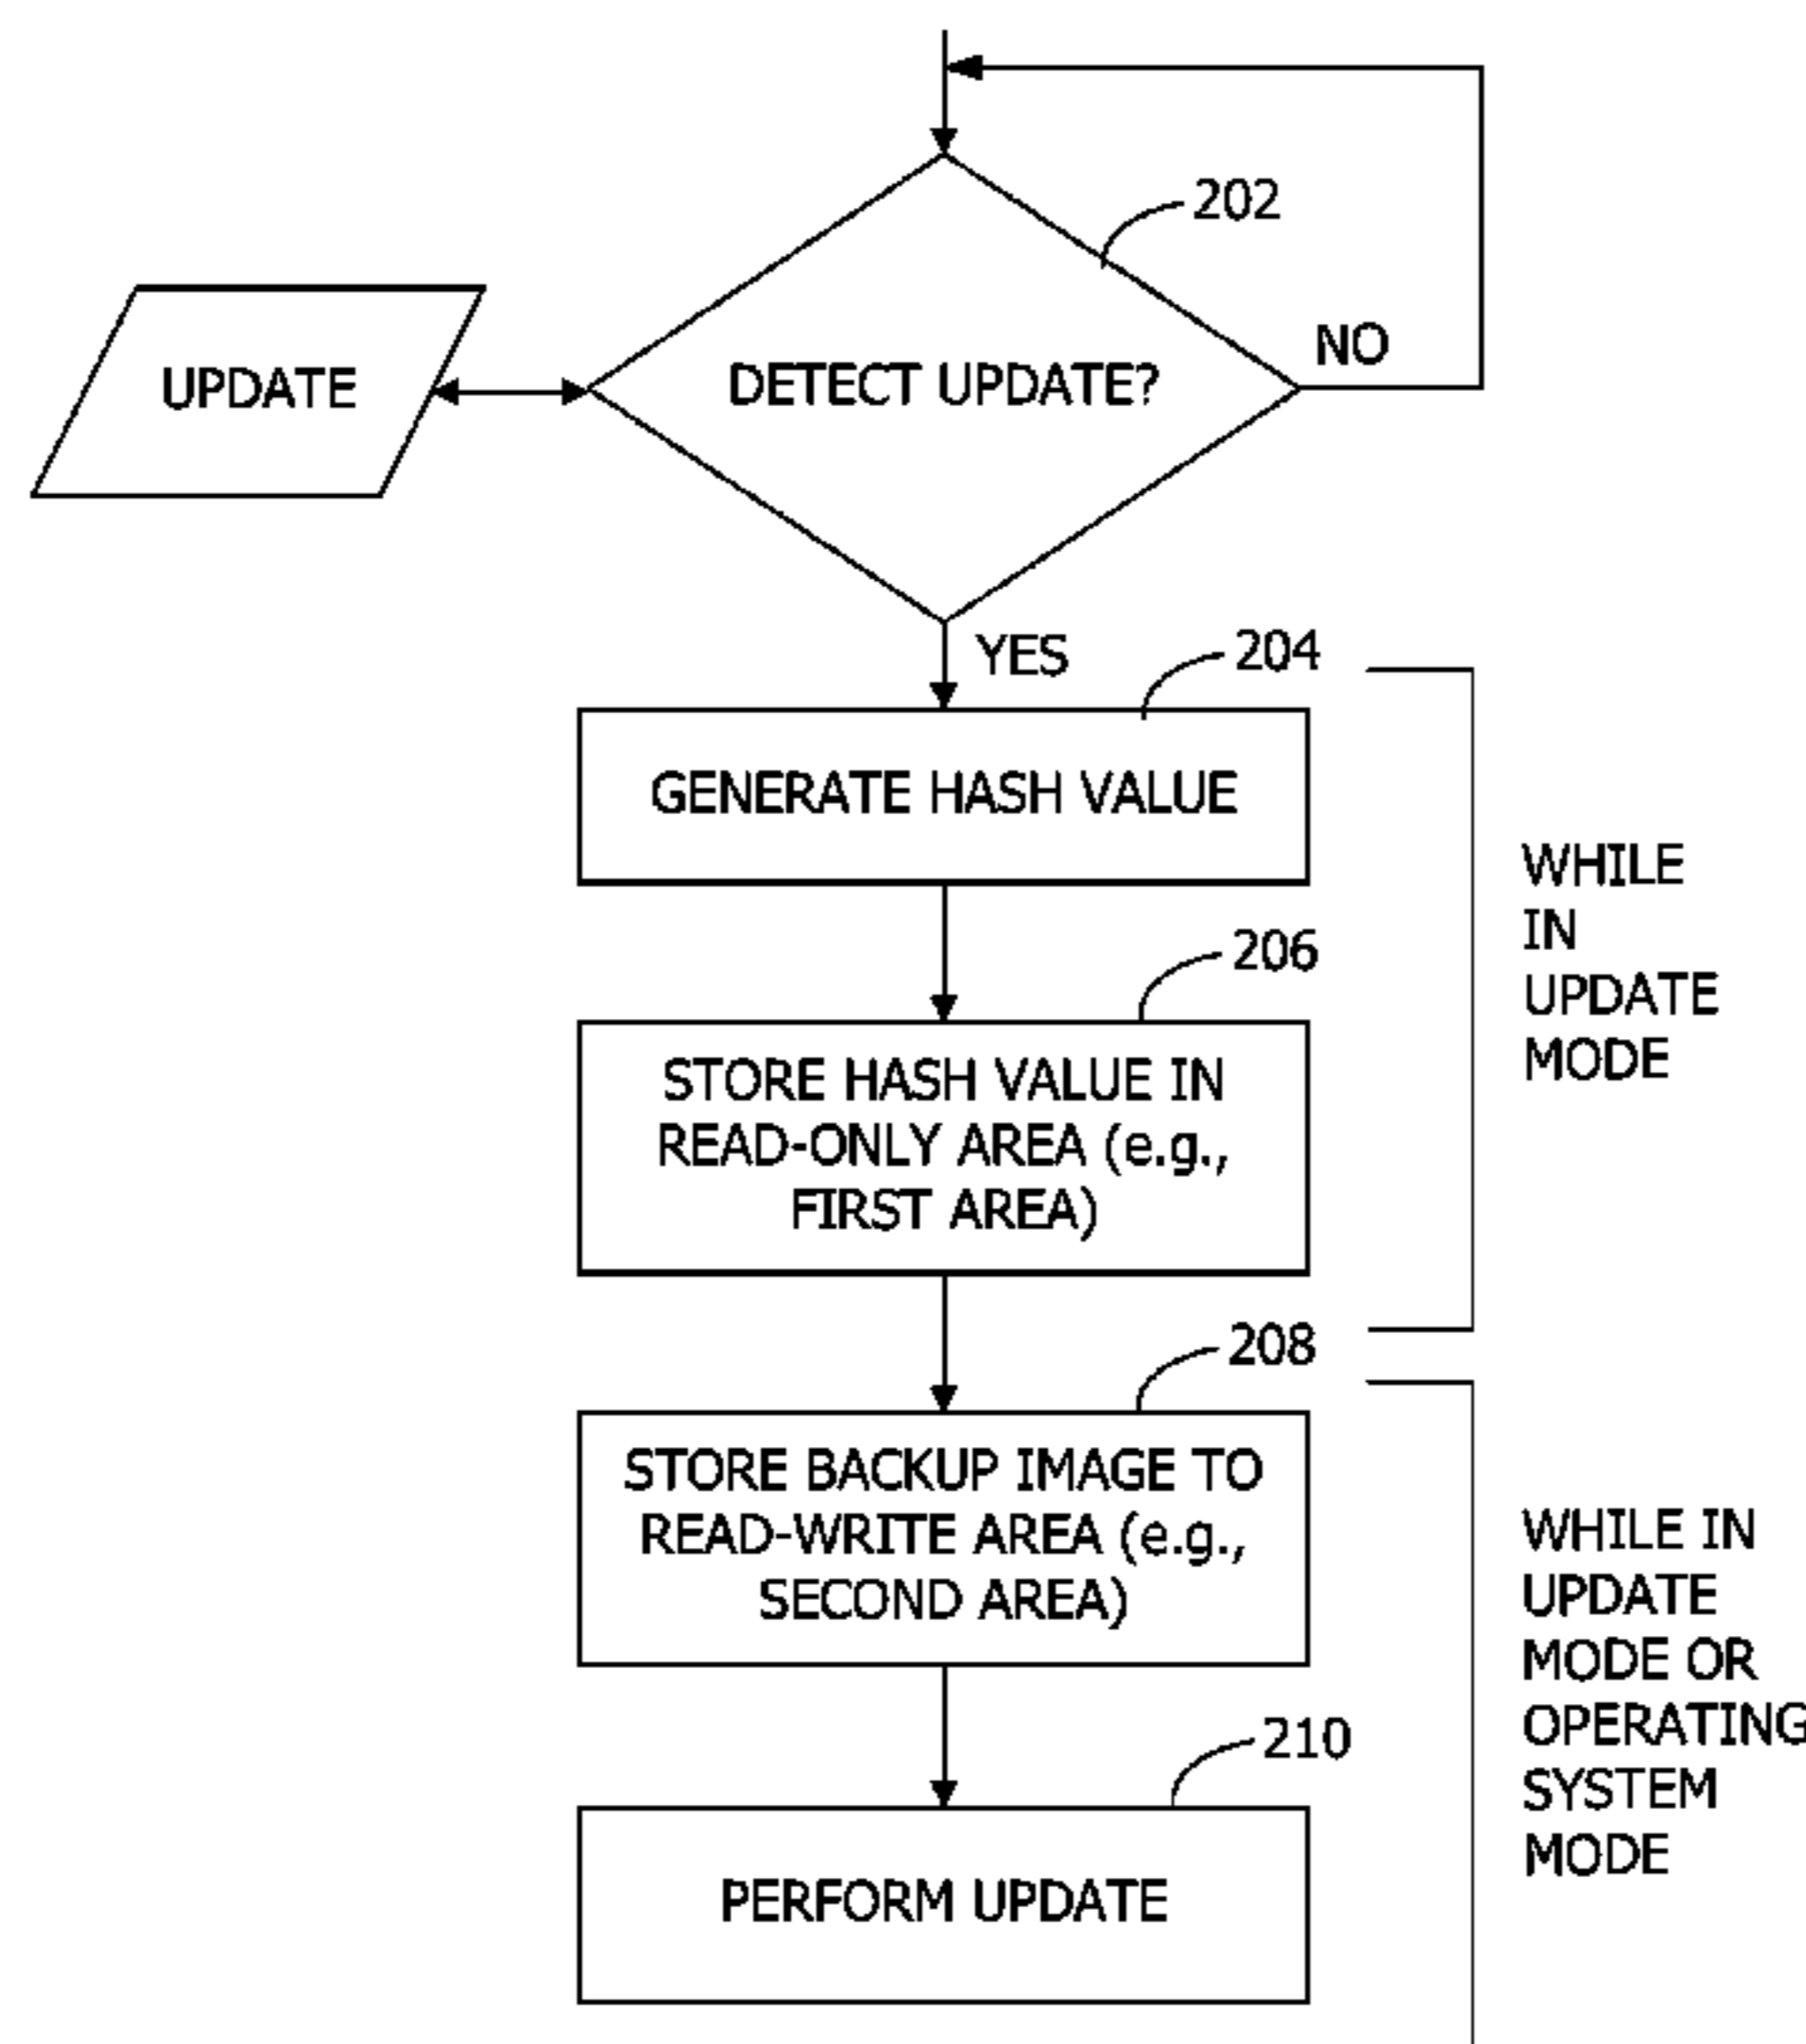 202
NO
UPDATE
DETECT UPDATE?
YES
204
GENERATE HASH VALUE
WHILE
IN
UPDATE
MODE
206
STORE HASH VALUE IN
READ-ONLY AREA (e.g.,
FIRST AREA)
208
STORE BACKUP IMAGE TO
READ-WRITE AREA (e.g.,
SECOND AREA)
WHILE IN
UPDATE
MODE OR
OPERATING
SYSTEM
MODE
210
PERFORM UPDATE